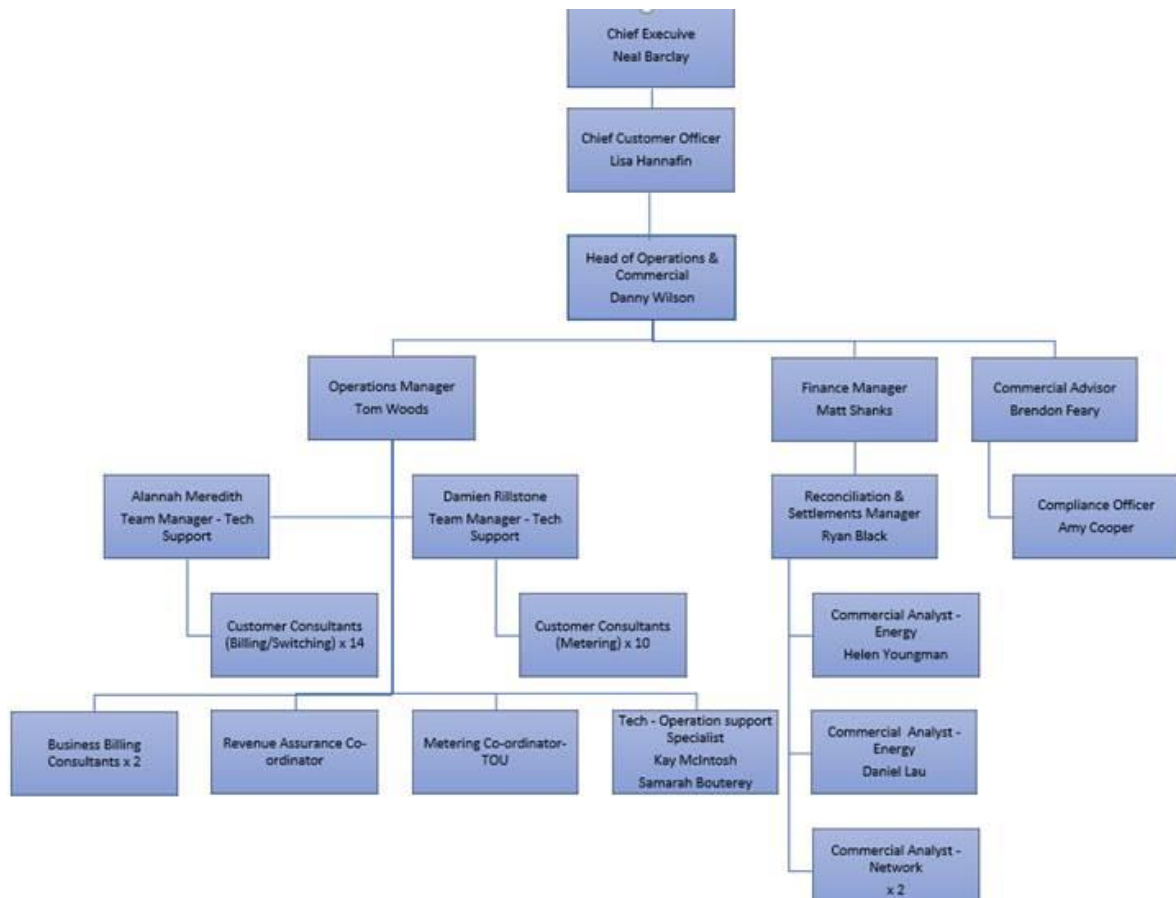 Chief Execuive
Neal Barclay
Chief Customer Officer
Lisa Hannafin
Head of Operations &
Commercial
Danny Wilson
Operations Manager
Tom Woods
Finance Manager
Matt Shanks
Commercial Advisor
Brendon Feary
Alannah Meredith
Team Manager - Tech
Support
Damien Rillstone
Team Manager - Tech
Support
Reconciliation &
Settlements Manager
Ryan Black
Compliance Officer
Amy Cooper
Customer Consultants
(Billing/Switching) x 14
Customer Consultants
(Metering) x 10
Commercial Analyst -
Energy
Helen Youngman
Business Billing
Consultants x 2
Revenue Assurance Co-
ordinator
Metering Co-ordinator-
TOU
Tech - Operation support
Specialist
Kay McIntosh
Samarah Bouterey
Commercial Analyst -
Energy
Daniel Lau
Commercial Analyst -
Network
x 2